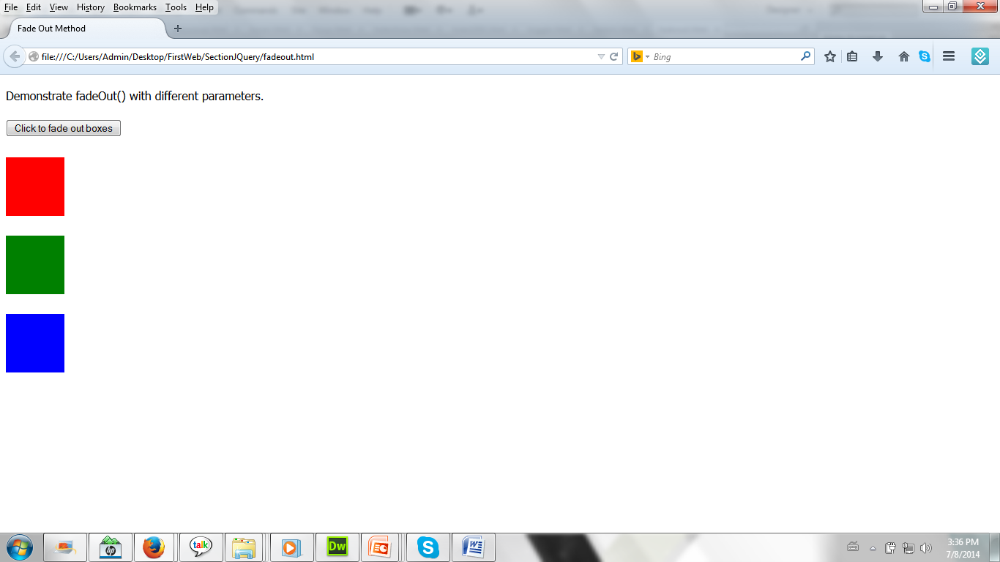 File Edit View History Bookmarks Tools Help
Fade Out Method
file:///C:/Users/Admin/Desktop/FirstWeb/SectionJQuery/fadeout.html
Bing
Demonstrate fadeOut() with different parameters.
Click to fade out boxes
hp
talk
Dw
3:36 PM
7/8/2014